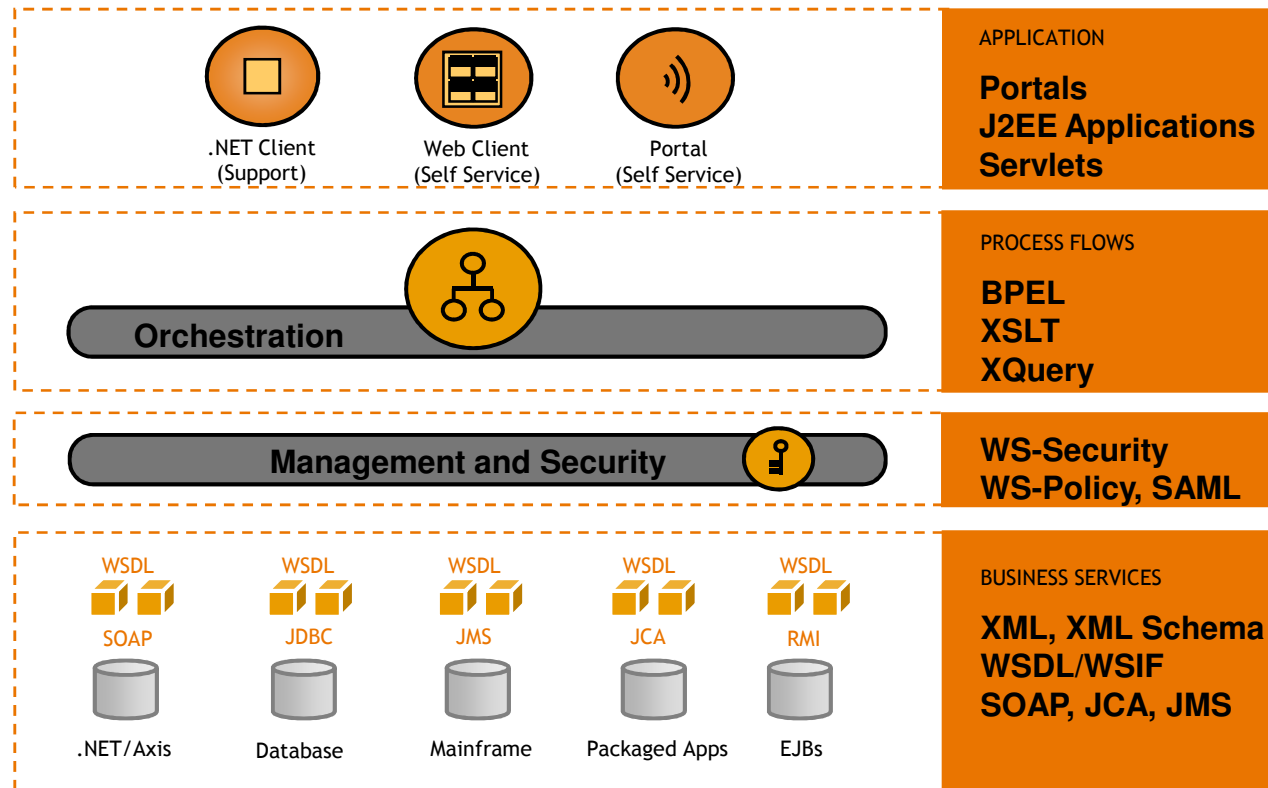 .NET Client
(Support)
Web Client
(Self Service)
Portal
(Self Service)
APPLICATION
Portals
J2EE Applications
Servlets
Orchestration
PROCESS FLOWS
BPEL
XSLT
XQuery
Management and Security
WS-Security
WS-Policy, SAML
WSDL
SOAP
.NET/Axis
WSDL
JDBC
Database
WSDL
JMS
Mainframe
WSDL
JCA
Packaged Apps
WSDL
RMI
EJBs
BUSINESS SERVICES
XML, XML Schema
WSDL/WSIF
SOAP, JCA, JMS